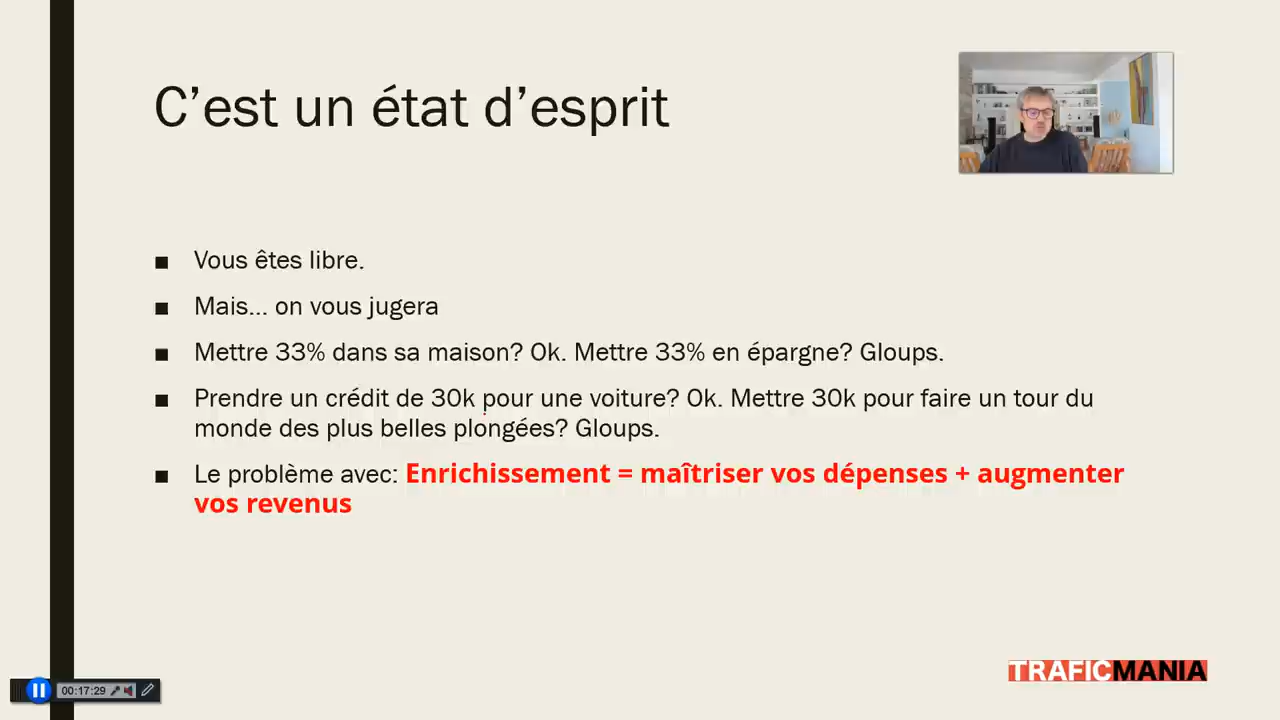 C’est un état d’esprit
Vous êtes libre.
Mais… on vous jugera
Mettre 33% dans sa maison? Ok. Mettre 33% en épargne? Gloups.
Prendre un crédit de 30k pour une voiture? Ok. Mettre 30k pour faire un tour du
monde des plus belles plongées? Gloups.
Le problème avec: Enrichissement = maîtriser vos dépenses + augmenter
vos revenus
TRAFICMANIA
00:17:29